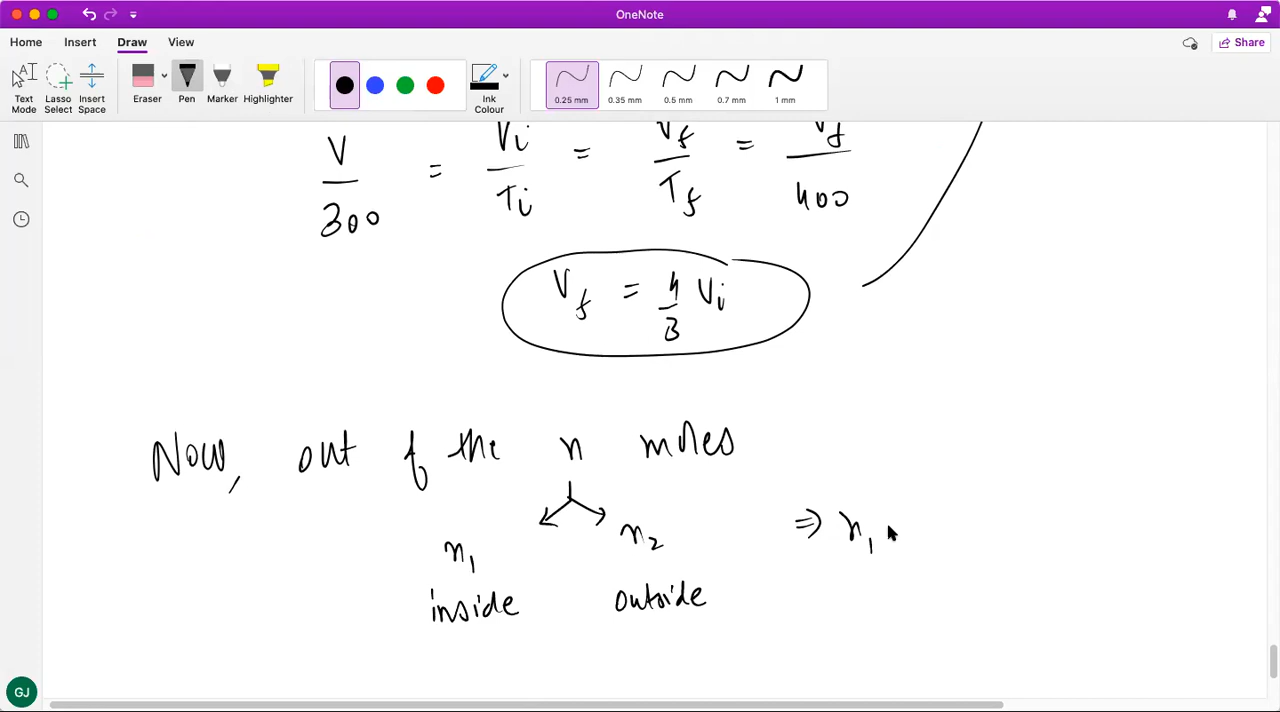 OneNote
Home Insert Draw View Share
Text Mode Lasso Select Insert Space Eraser Pen Marker Highlighter Ink Colour 0.25 mm 0.35 mm 0.5 mm 0.7 mm 1 mm
V/300 = Vi/Ti = Vf/Tf = Vf/400
Vf = 4/3 Vi
Now, out of the n moles
n1 n2 ⇒ n1
inside outside
GJ